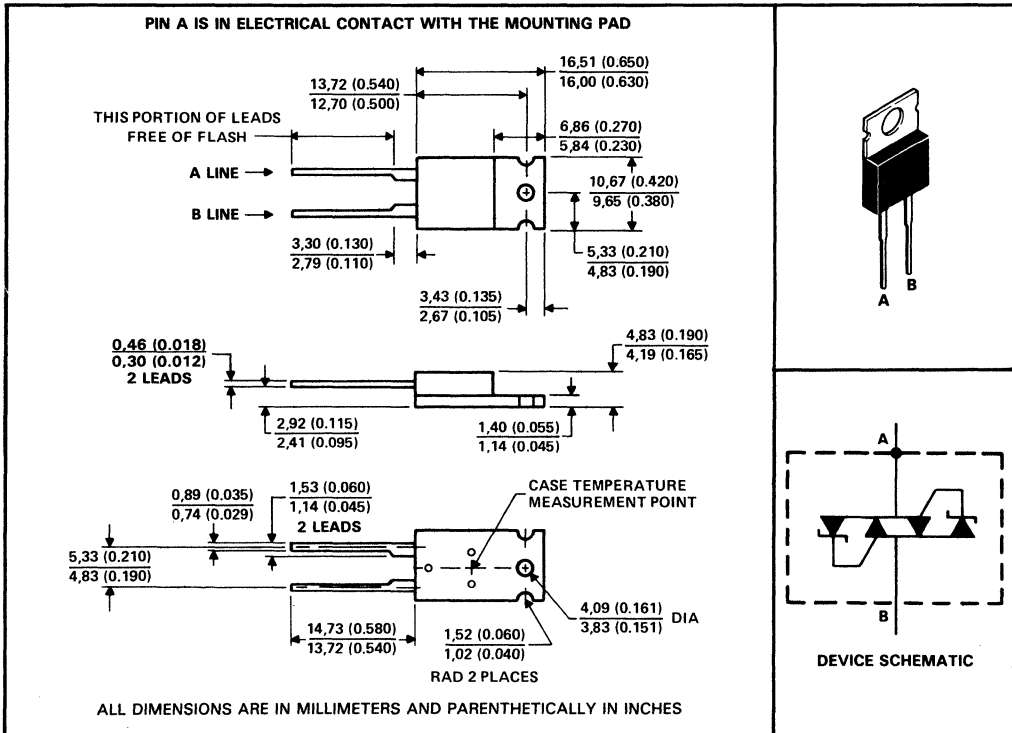 PIN A IS IN ELECTRICAL CONTACT WITH THE MOUNTING PAD
16,51 (0.650)
16,00 (0.630)
13,72 (0.540)
12,70 (0.500)
THIS PORTION OF LEADS
FREE OF FLASH
6,86 (0.270)
5,84 (0.230)
A LINE
10,67 (0.420)
9,65 (0.380)
B LINE
3,30 (0.130)
2,79 (0.110)
5,33 (0.210)
4,83 (0.190)
3,43 (0.135)
2,67 (0.105)
4,83 (0.190)
4,19 (0.165)
0,46 (0.018)
0,30 (0.012)
2 LEADS
2,92 (0.115)
2,41 (0.095)
1,40 (0.055)
1,14 (0.045)
CASE TEMPERATURE
MEASUREMENT POINT
0,89 (0.035)
0,74 (0.029)
1,53 (0.060)
1,14 (0.045)
2 LEADS
5,33 (0.210)
4,83 (0.190)
4,09 (0.161)
3,83 (0.151)
DIA
14,73 (0.580)
13,72 (0.540)
1,52 (0.060)
1,02 (0.040)
RAD 2 PLACES
ALL DIMENSIONS ARE IN MILLIMETERS AND PARENTHETICALLY IN INCHES
A
B
A
B
DEVICE SCHEMATIC